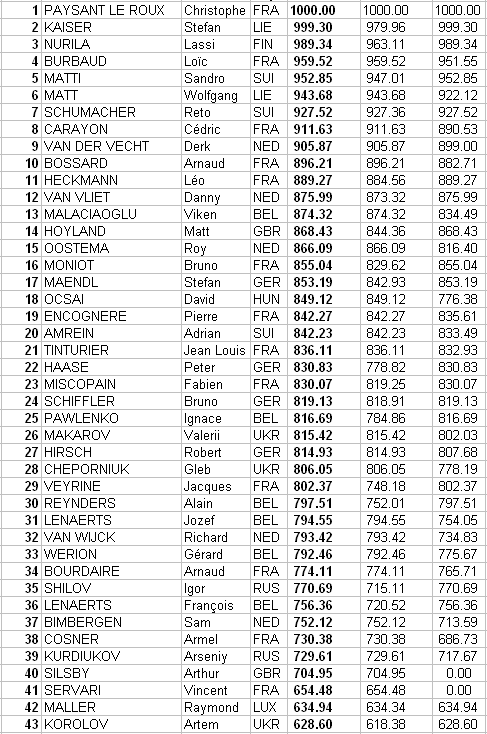 1 PAYSANT LE ROUX Christophe FRA 1000.00 1000.00 1000.00
2 KAISER Stefan LIE 999.30 979.96 999.30
3 NURILA Lassi FIN 989.34 963.11 989.34
4 BURBAUD Loïc FRA 959.52 959.52 951.55
5 MATTI Sandro SUI 952.85 947.01 952.85
6 MATT Wolfgang LIE 943.68 943.68 922.12
7 SCHUMACHER Reto SUI 927.52 927.36 927.52
8 CARAYON Cédric FRA 911.63 911.63 890.53
9 VAN DER VECHT Derk NED 905.87 905.87 899.00
10 BOSSARD Arnaud FRA 896.21 896.21 882.71
11 HECKMANN Léo FRA 889.27 884.56 889.27
12 VAN VLIET Danny NED 875.99 873.32 875.99
13 MALACIAOGLU Viken BEL 874.32 874.32 834.49
14 HOYLAND Matt GBR 868.43 844.36 868.43
15 OOSTEMA Roy NED 866.09 866.09 816.40
16 MONIOT Bruno FRA 855.04 829.62 855.04
17 MAENDL Stefan GER 853.19 842.93 853.19
18 OCSAI David HUN 849.12 849.12 776.38
19 ENCOGNERE Pierre FRA 842.27 842.27 835.61
20 AMREIN Adrian SUI 842.23 842.23 833.49
21 TINTURIER Jean Louis FRA 836.11 836.11 832.93
22 HAASE Peter GER 830.83 778.82 830.83
23 MISCOPAIN Fabien FRA 830.07 819.25 830.07
24 SCHIFFLER Bruno GER 819.13 818.91 819.13
25 PAWLENKO Ignace BEL 816.69 784.86 816.69
26 MAKAROV Valerii UKR 815.42 815.42 802.03
27 HIRSCH Robert GER 814.93 814.93 807.68
28 CHEPORNIUK Gleb UKR 806.05 806.05 778.19
29 VEYRINE Jacques FRA 802.37 748.18 802.37
30 REYNDERS Alain BEL 797.51 752.01 797.51
31 LENAERTS Jozef BEL 794.55 794.55 754.05
32 VAN WIJCK Richard NED 793.42 793.42 734.83
33 WERION Gérard BEL 792.46 792.46 775.67
34 BOURDAIRE Arnaud FRA 774.11 774.11 765.71
35 SHILOV Igor RUS 770.69 715.11 770.69
36 LENAERTS François BEL 756.36 720.52 756.36
37 BIMBERGEN Sam NED 752.12 752.12 713.59
38 COSNER Armel FRA 730.38 730.38 686.73
39 KURDIUKOV Arseniy RUS 729.61 729.61 717.67
40 SILSBY Arthur GBR 704.95 704.95 0.00
41 SERVARI Vincent FRA 654.48 654.48 0.00
42 MALLER Raymond LUX 634.94 634.34 634.94
43 KOROLOV Artem UKR 628.60 618.38 628.60